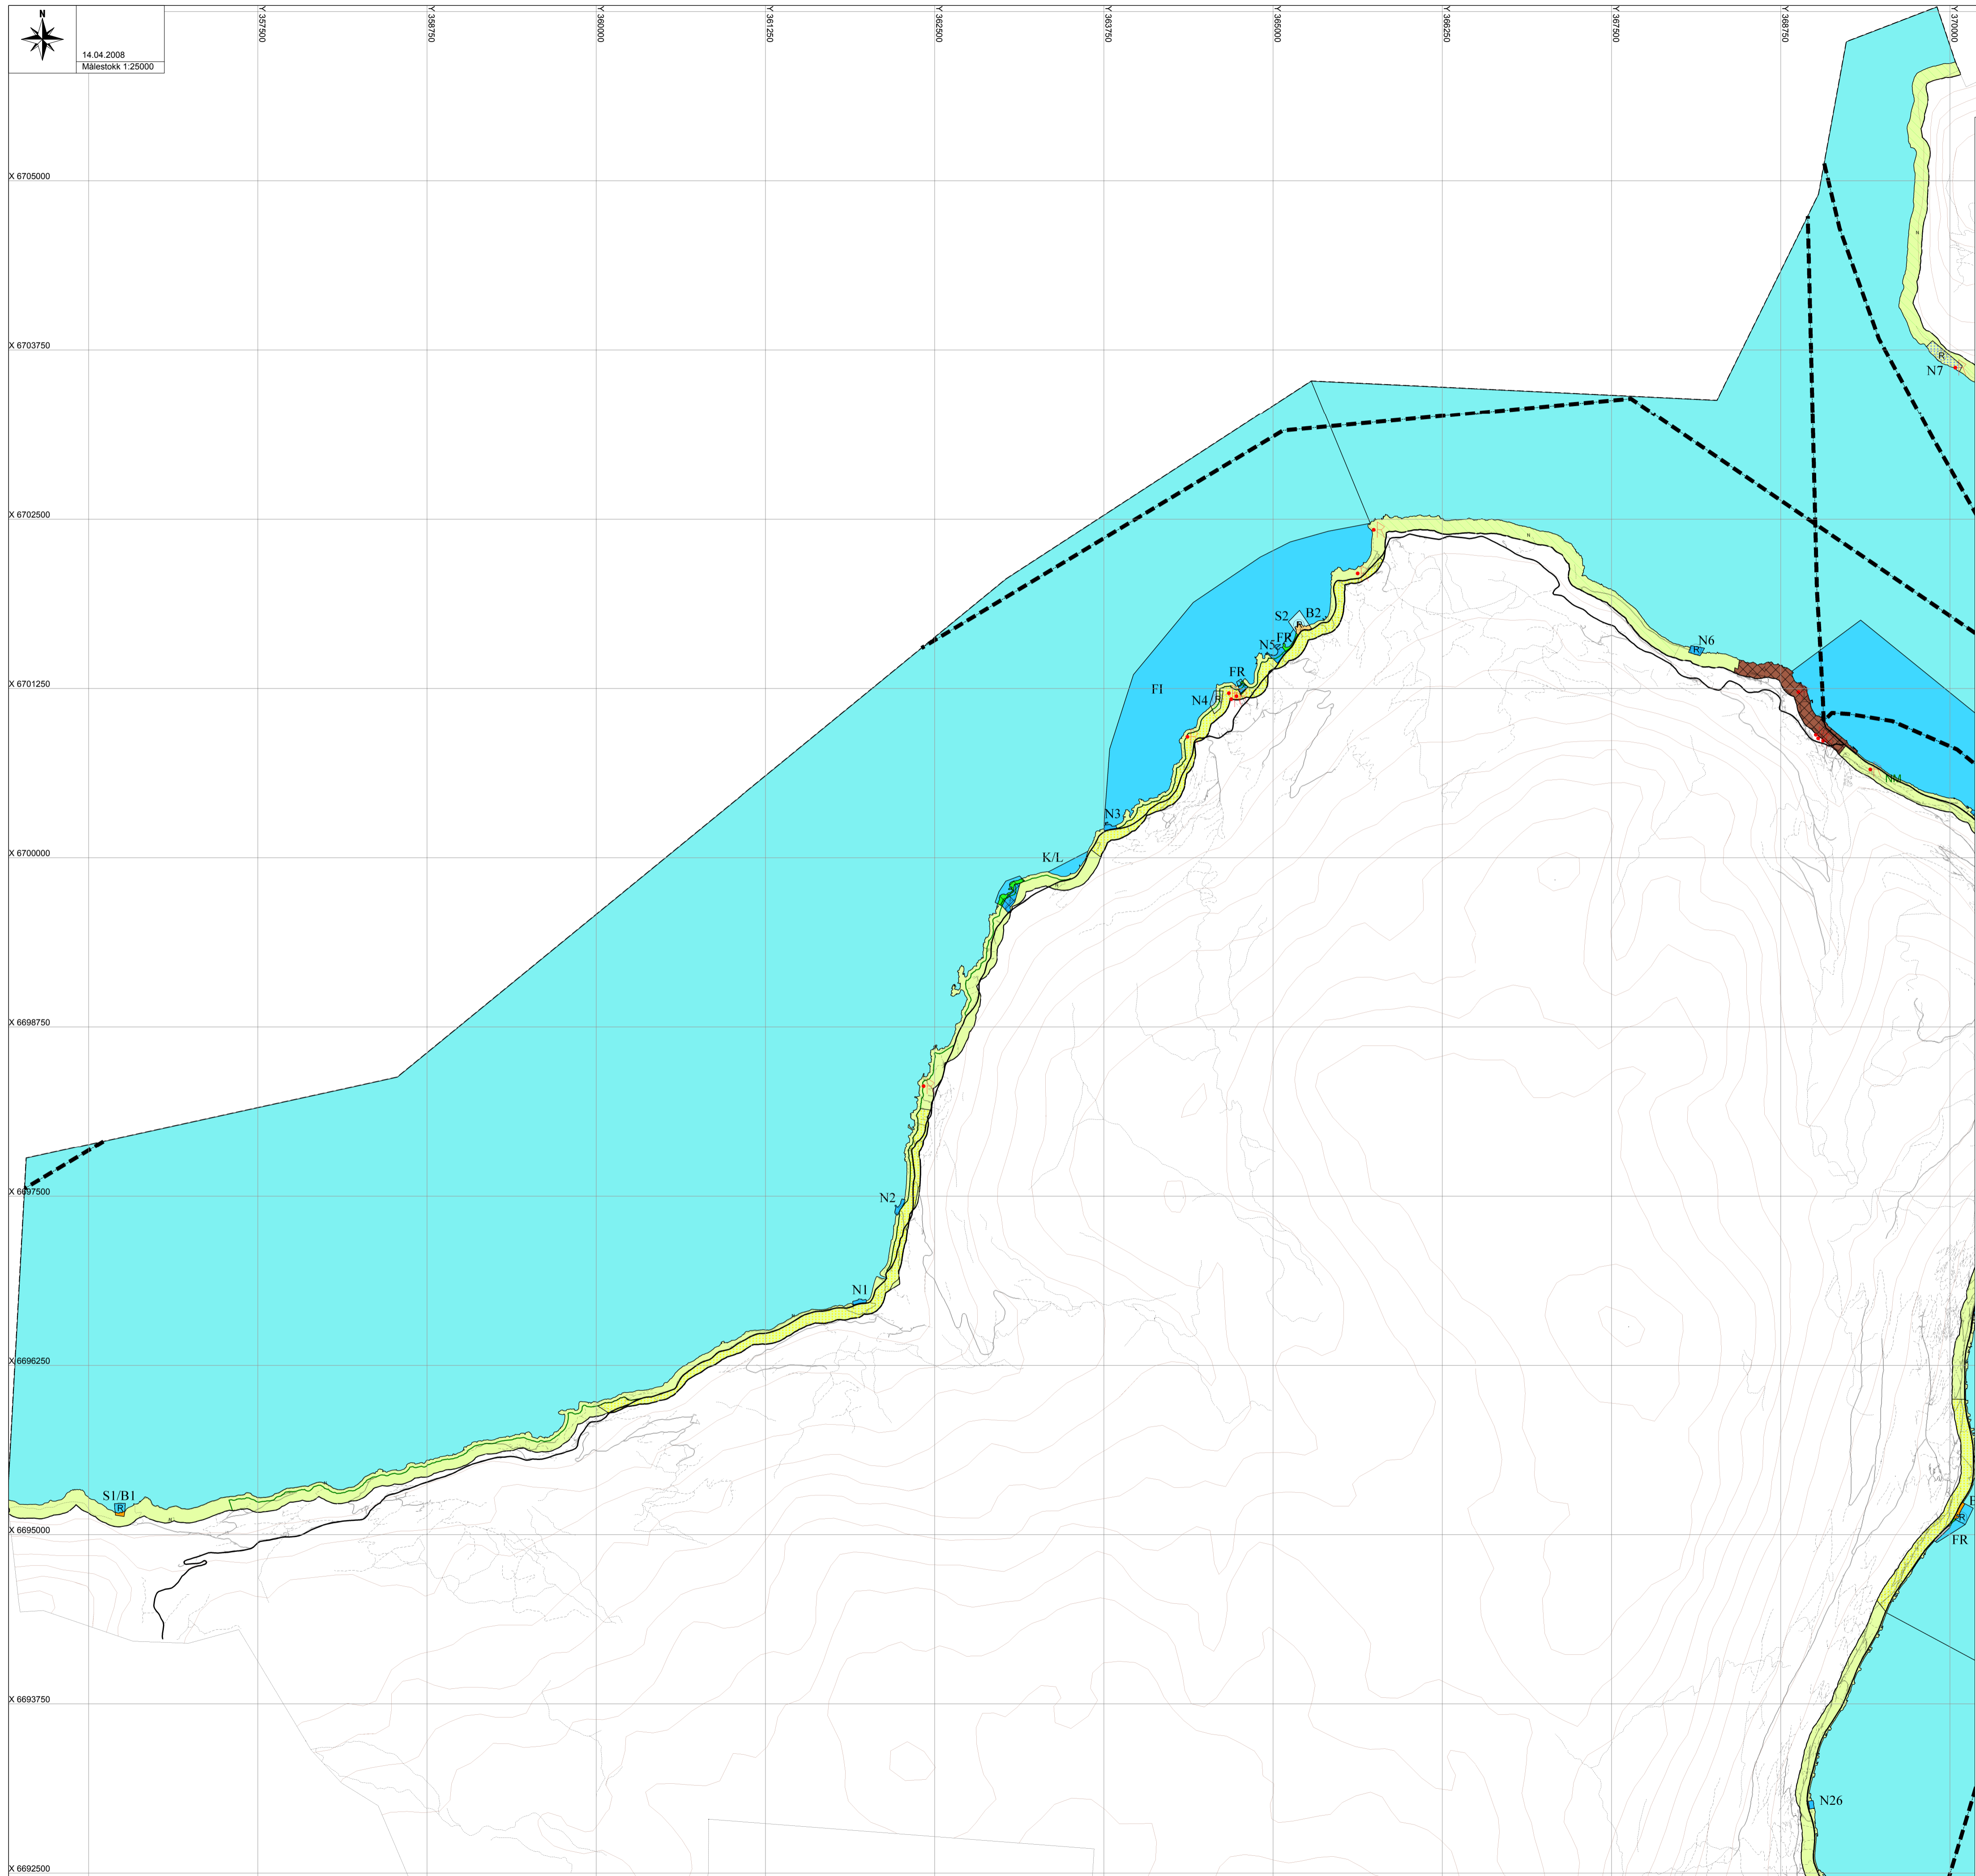 N
14.04.2008
Målestokk 1:25000
Y 357500
Y 358750
Y 360000
Y 361250
Y 362500
Y 363750
Y 365000
Y 366250
Y 367500
Y 368750
Y 370000
X 6705000
N
X 6703750
R
N7
X 6702500
N
S2
B2
R
FR
N5
N6
R
FR
X 6701250
FI
N4
R
NM
N3
X 6700000
K/L
X 6698750
X 6697500
N2
N1
X 6696250
S1/B1
R
N
X 6695000
R
FR
X 6693750
N26
X 6692500